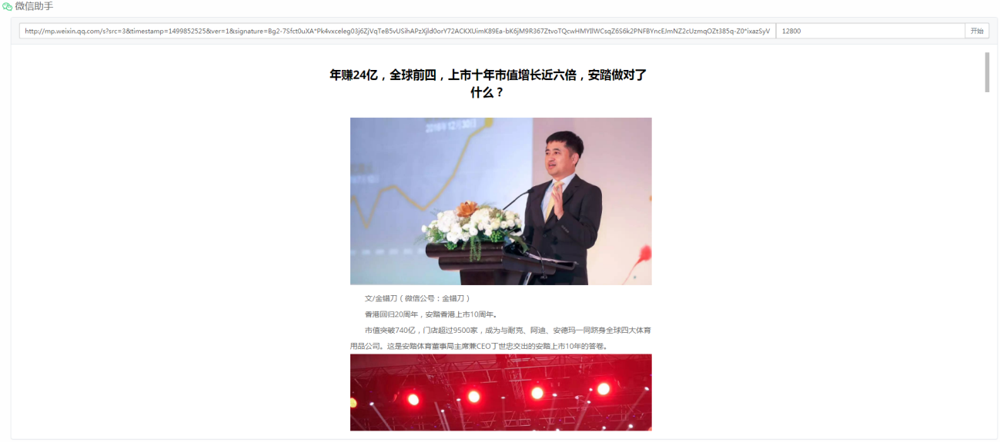 微信助手
http://mp.weixin.qq.com/s?src=3&timestamp=1499852525&ver=1&signature=Bg2-7Sfct0uXA*Pk4vxceleg03j6ZjVqTeB5vUSihAPzXjld0orY72ACKXUimK89Ea-bK6jM9R367ZtvoTQcwHMYIlWCsqZ6S6k2PNFBYncEJmNZ2cUzmqOZt385q-Z0*ixazSyV
12800
开始
年赚24亿，全球前四，上市十年市值增长近六倍，安踏做对了
什么？
文/金错刀（微信公号：金错刀）
香港回归20周年，安踏香港上市10周年。
市值突破740亿，门店超过9500家，成为与耐克、阿迪、安德玛一同跻身全球四大体育
用品公司。这是安踏体育董事局主席兼CEO丁世忠交出的安踏上市10年的答卷。